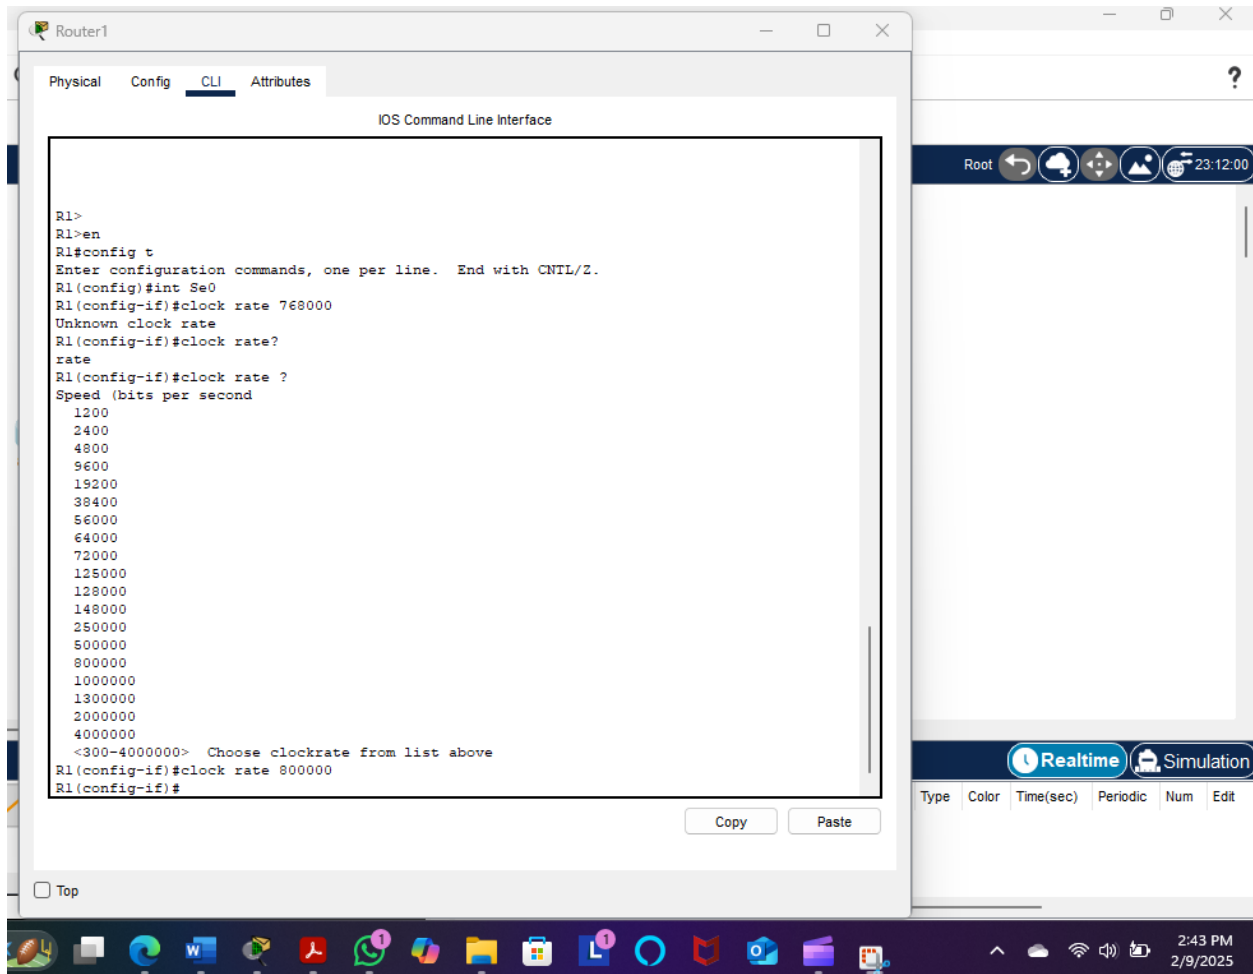 Router1
?
Physical Config CLI Attributes
IOS Command Line Interface
Root 23:12:00
R1>
R1>en
R1#config t
Enter configuration commands, one per line.  End with CNTL/Z.
R1(config)#int Se0
R1(config-if)#clock rate 768000
Unknown clock rate
R1(config-if)#clock rate?
rate
R1(config-if)#clock rate ?
Speed (bits per second
1200
2400
4800
9600
19200
38400
56000
64000
72000
125000
128000
148000
250000
500000
800000
1000000
1300000
2000000
4000000
<300-4000000>  Choose clockrate from list above
R1(config-if)#clock rate 800000
R1(config-if)#
Realtime Simulation
Type Color Time(sec) Periodic Num Edit
Copy Paste
Top
W 1 L 1
2:43 PM
2/9/2025